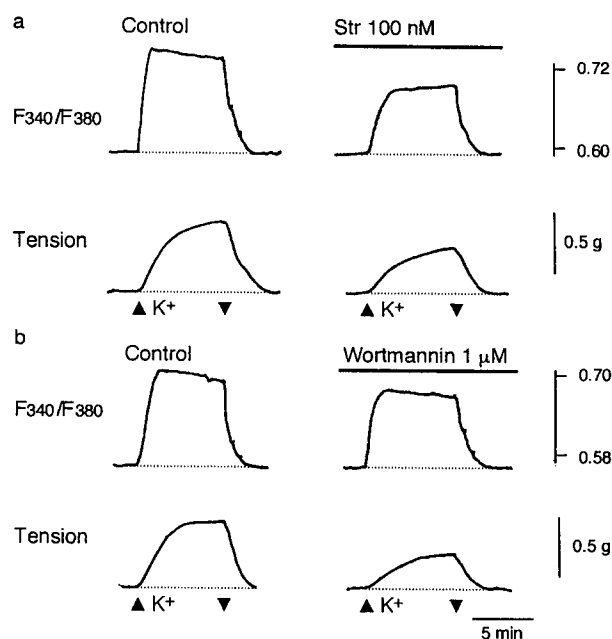 a
Control
Str 100 nM
F340/F380
0.72
0.60
Tension
0.5 g
▲ K+ ▼
▲ K+ ▼
b
Control
Wortmannin 1 μM
F340/F380
0.70
0.58
Tension
0.5 g
▲ K+ ▼
▲ K+ ▼
5 min